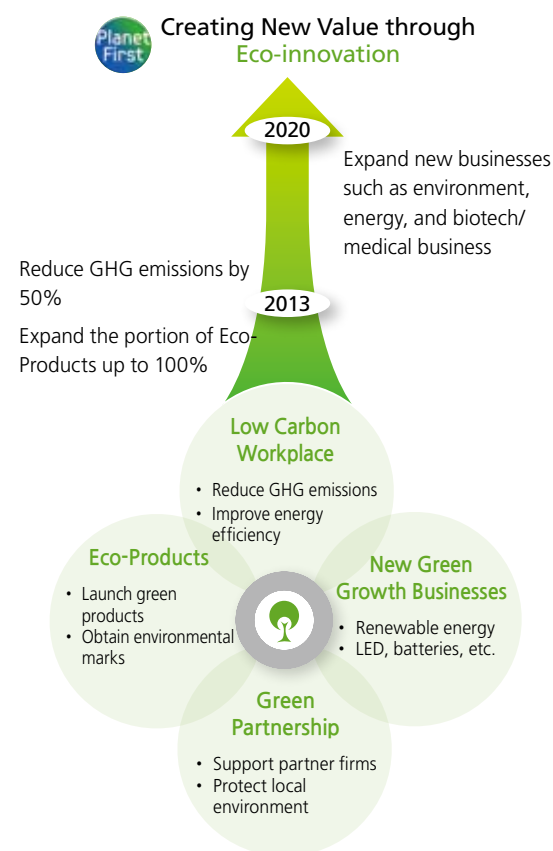 Planet
First
Creating New Value through
Eco-innovation
2020
Expand new businesses
such as environment,
energy, and biotech/
medical business
Reduce GHG emissions by
50%
2013
Expand the portion of Eco-
Products up to 100%
Low Carbon
Workplace
• Reduce GHG emissions
• Improve energy
efficiency
Eco-Products
• Launch green
products
• Obtain environmental
marks
New Green
Growth Businesses
• Renewable energy
• LED, batteries, etc.
Green
Partnership
• Support partner firms
• Protect local
environment